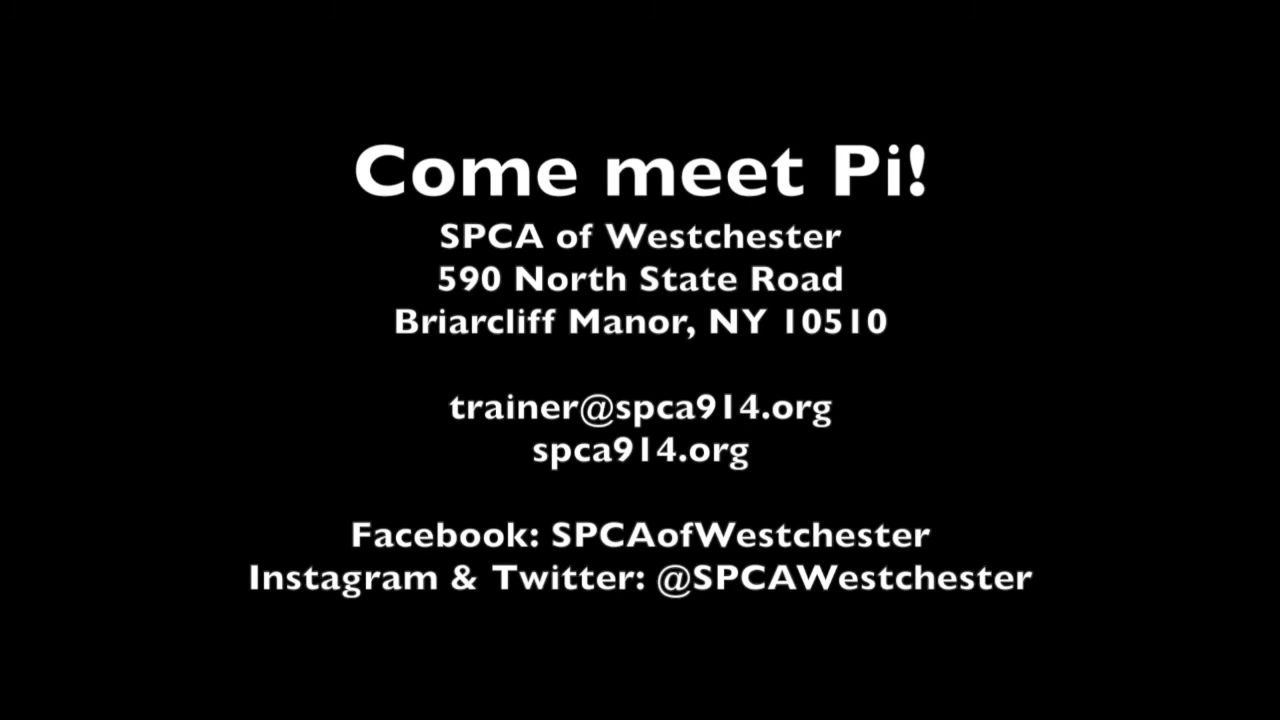 Come meet Pi!
SPCA of Westchester
590 North State Road
Briarcliff Manor, NY 10510
trainer@spca914.org
spca914.org
Facebook: SPCAofWestchester
Instagram & Twitter: @SPCAWestchester